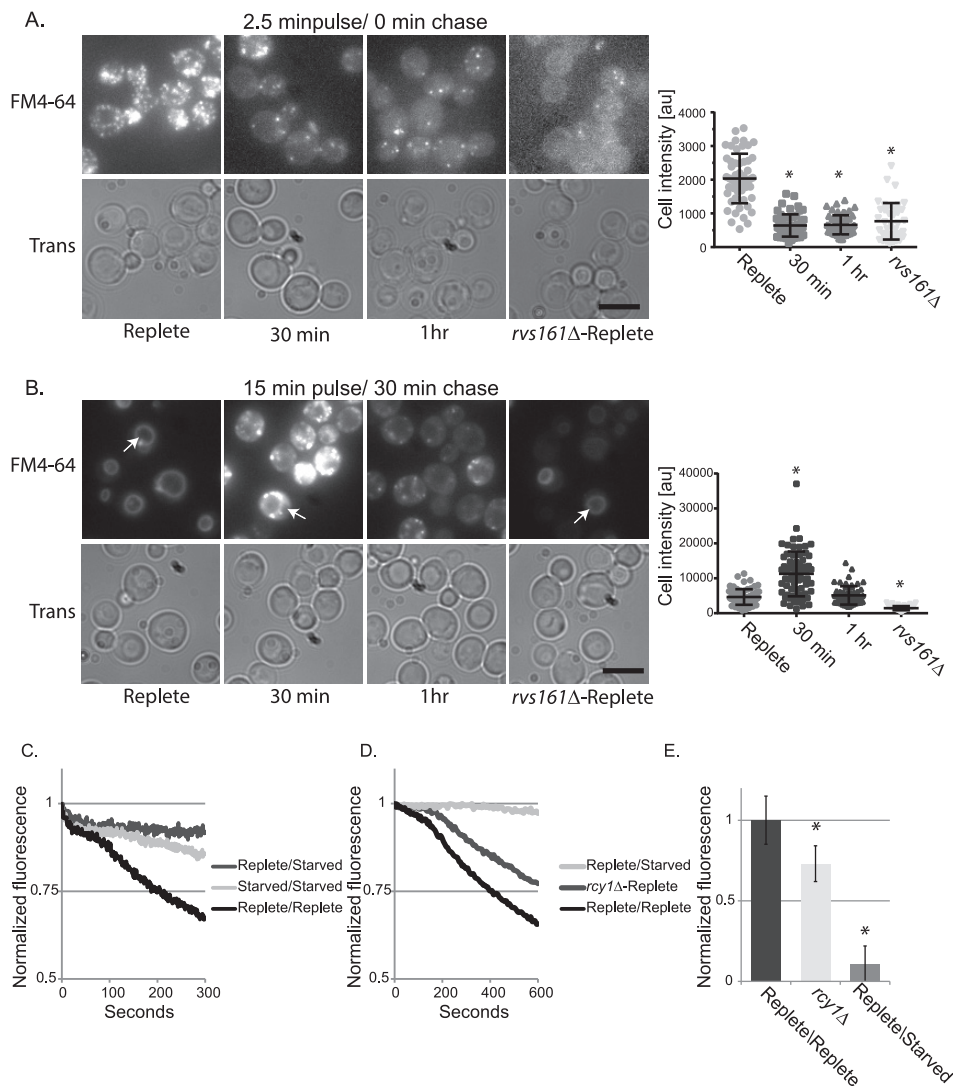 A.
2.5 minpulse/ 0 min chase
FM4-64
Trans
Replete
30 min
1hr
rvs161Δ-Replete
Cell intensity [au]
4000
3000
2000
1000
0
Replete
30 min
1 hr
rvs161Δ
*
*
*
B.
15 min pulse/ 30 min chase
FM4-64
Trans
Replete
30 min
1hr
rvs161Δ-Replete
Cell intensity [au]
40000
30000
20000
10000
0
Replete
30 min
1 hr
rvs161Δ
*
*
C.
Normalized fluorescence
1
0.75
0.5
0
100
200
300
Seconds
Replete/Starved
Starved/Starved
Replete/Replete
D.
Normalized fluorescence
1
0.75
0.5
0
200
400
600
Seconds
Replete/Starved
rcy1Δ-Replete
Replete/Replete
E.
Normalized fluorescence
1
0.5
0
*
*
Replete\Replete
rcy1Δ
Replete\Starved